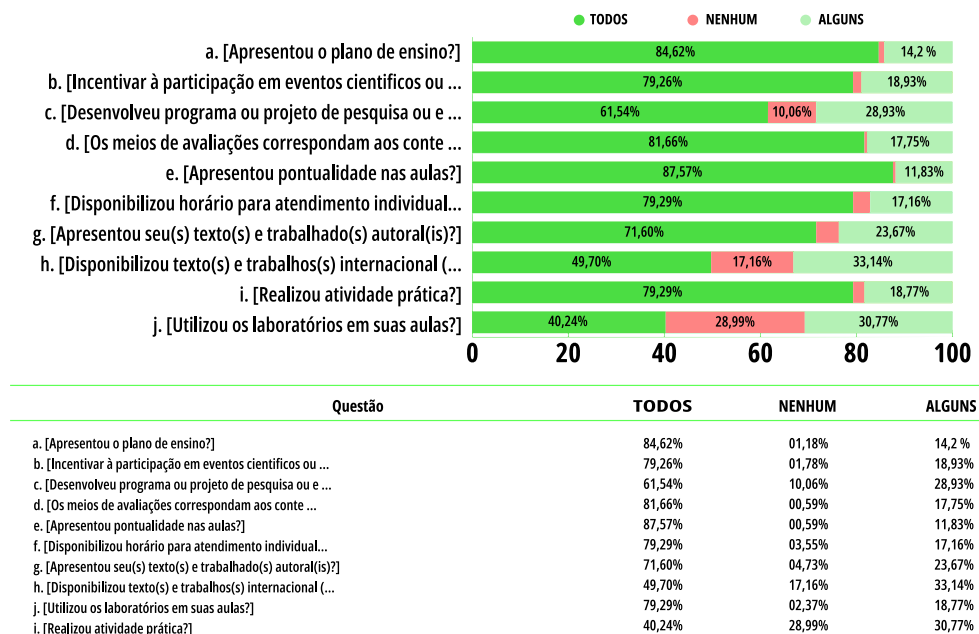 TODOS NENHUM ALGUNS
a. [Apresentou o plano de ensino?] 84,62% 14,2 %
b. [Incentivar à participação em eventos cientificos ou ... 79,26% 18,93%
c. [Desenvolveu programa ou projeto de pesquisa ou e ... 61,54% 10,06% 28,93%
d. [Os meios de avaliações correspondam aos conte ... 81,66% 17,75%
e. [Apresentou pontualidade nas aulas?] 87,57% 11,83%
f. [Disponibilizou horário para atendimento individual... 79,29% 17,16%
g. [Apresentou seu(s) texto(s) e trabalhado(s) autoral(is)?] 71,60% 23,67%
h. [Disponibilizou texto(s) e trabalhos(s) internacional (... 49,70% 17,16% 33,14%
i. [Realizou atividade prática?] 79,29% 18,77%
j. [Utilizou os laboratórios em suas aulas?] 40,24% 28,99% 30,77%
0 20 40 60 80 100
Questão TODOS NENHUM ALGUNS
a. [Apresentou o plano de ensino?] 84,62% 01,18% 14,2 %
b. [Incentivar à participação em eventos cientificos ou ... 79,26% 01,78% 18,93%
c. [Desenvolveu programa ou projeto de pesquisa ou e ... 61,54% 10,06% 28,93%
d. [Os meios de avaliações correspondam aos conte ... 81,66% 00,59% 17,75%
e. [Apresentou pontualidade nas aulas?] 87,57% 00,59% 11,83%
f. [Disponibilizou horário para atendimento individual... 79,29% 03,55% 17,16%
g. [Apresentou seu(s) texto(s) e trabalhado(s) autoral(is)?] 71,60% 04,73% 23,67%
h. [Disponibilizou texto(s) e trabalhos(s) internacional (... 49,70% 17,16% 33,14%
j. [Utilizou os laboratórios em suas aulas?] 79,29% 02,37% 18,77%
i. [Realizou atividade prática?] 40,24% 28,99% 30,77%